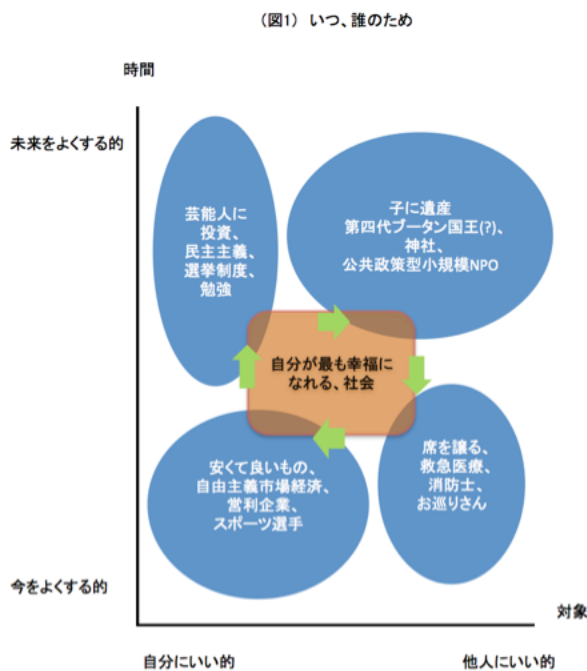 (図1) いつ、誰のため
時間
未来をよくする的
芸能人に
投資、
民主主義、
選挙制度、
勉強
子に遺産
第四代ブータン国王(?)、
神社、
公共政策型小規模NPO
自分が最も幸福に
なれる、社会
安くて良いもの、
自由主義市場経済、
営利企業、
スポーツ選手
席を譲る、
救急医療、
消防士、
お巡りさん
今をよくする的
対象
自分にいい的
他人にいい的